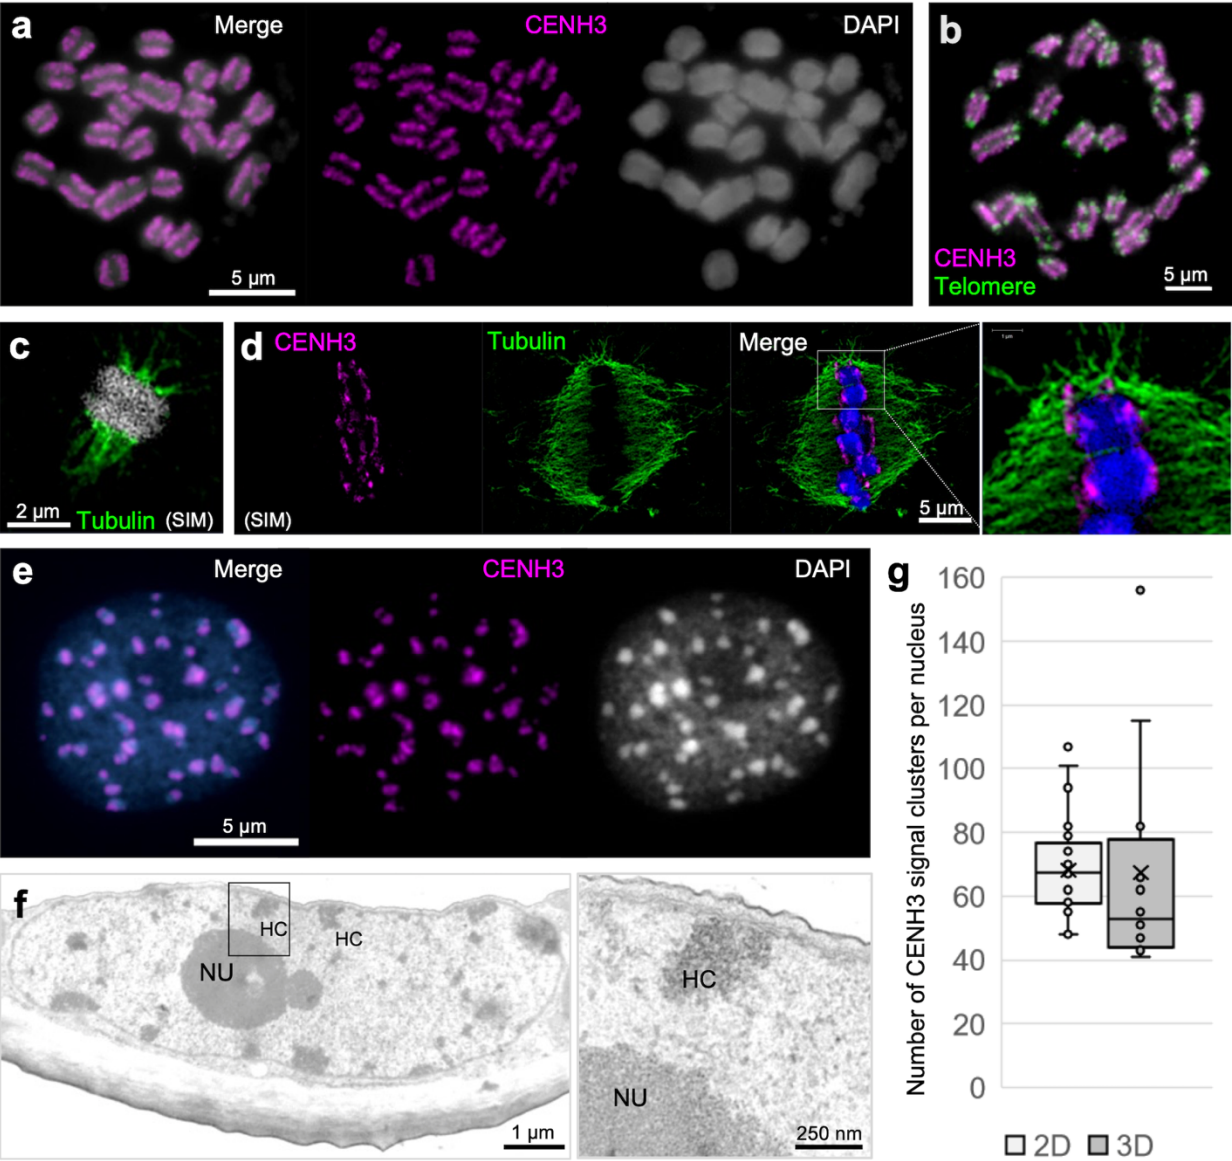 a
Merge
CENH3
DAPI
5 µm
b
CENH3
Telomere
5 µm
c
2 µm
Tubulin (SIM)
d
CENH3
(SIM)
Tubulin
Merge
5 µm
1 µm
e
Merge
CENH3
DAPI
5 µm
f
NU
HC
HC
1 µm
HC
NU
250 nm
g
Number of CENH3 signal clusters per nucleus
160
140
120
100
80
60
40
20
0
2D 3D